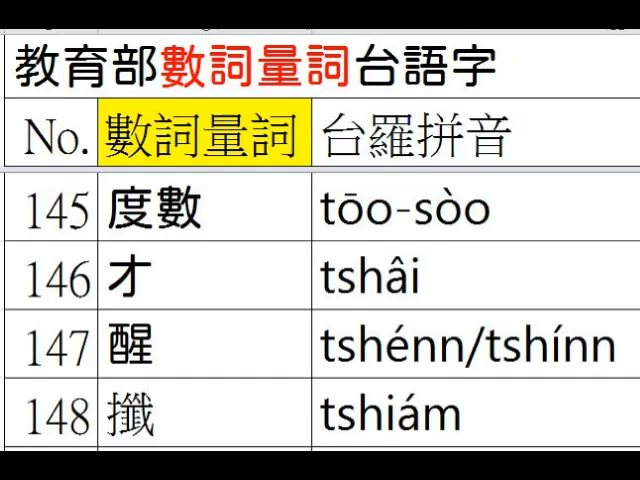 教育部數詞量詞台語字
No. 數詞量詞 台羅拼音
145 度數 tōo-sòo
146 才 tshâi
147 醒 tshénn/tshínn
148 攕 tshiám